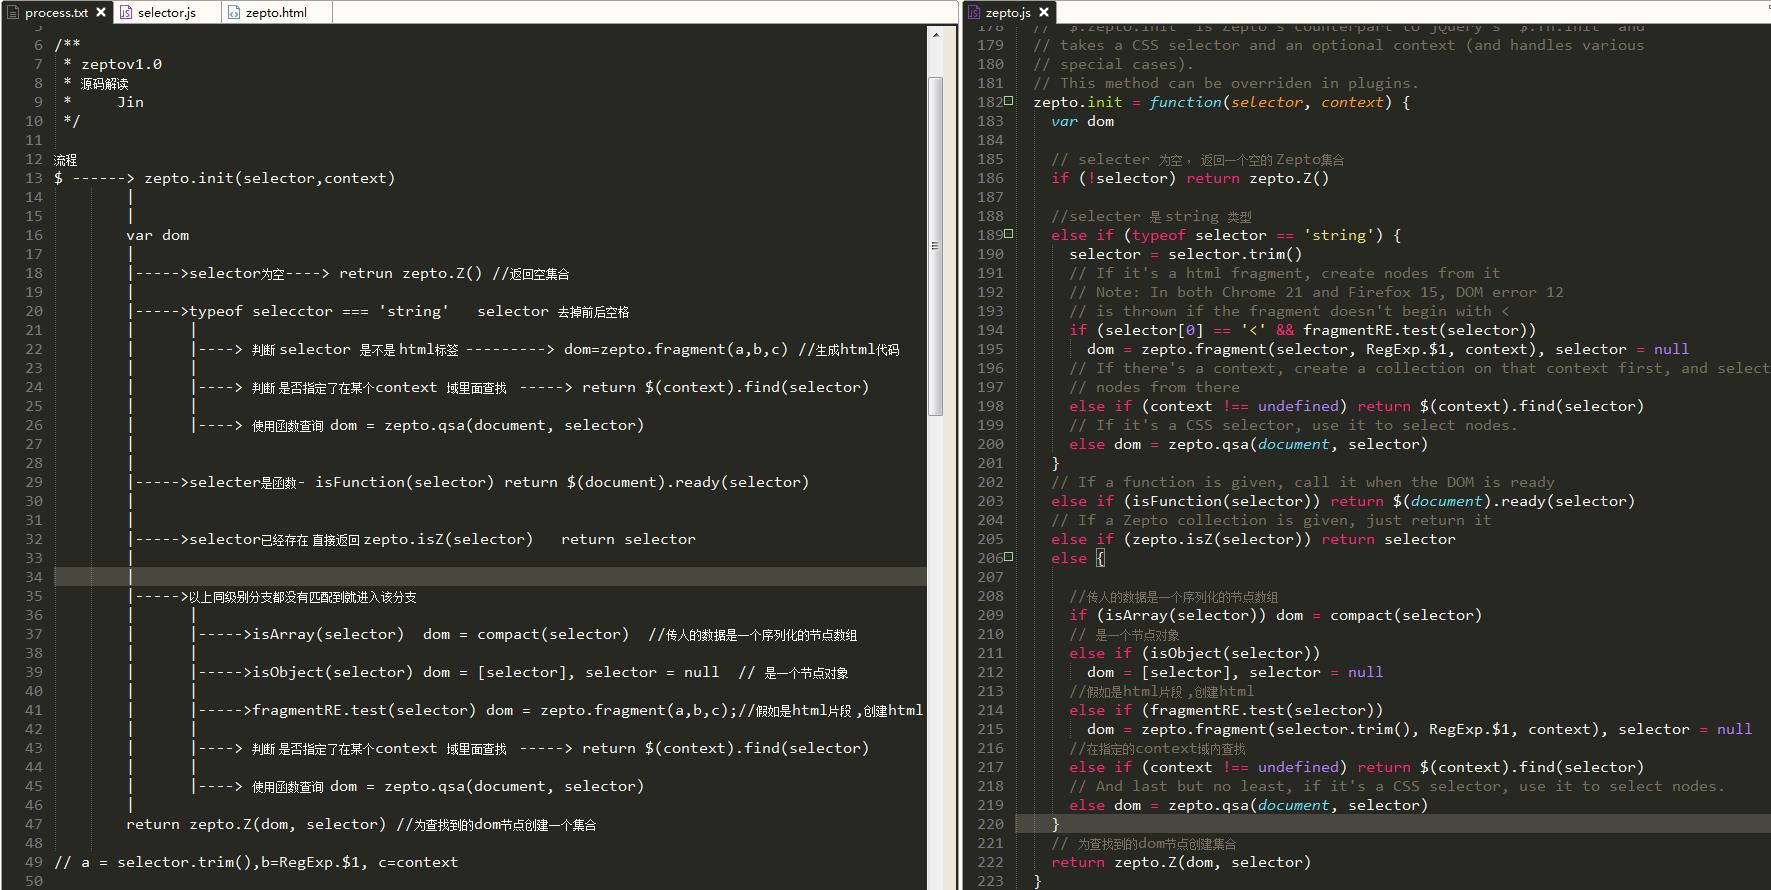 process.txt
selector.js
zepto.html
5
6 /**
7 * zeptov1.0
8 * 源码解读
9 *     Jin
10 */
11
12 流程
13 $ ------> zepto.init(selector,context)
14 |
15 |
16 var dom
17 |
18 |----->selector为空----> retrun zepto.Z() //返回空集合
19 |
20 |----->typeof selecctor === 'string'   selector 去掉前后空格
21 | |
22 | |----> 判断 selector 是不是 html标签 ---------> dom=zepto.fragment(a,b,c) //生成html代码
23 | |
24 | |----> 判断 是否指定了在某个context 域里面查找 -----> return $(context).find(selector)
25 | |
26 | |----> 使用函数查询 dom = zepto.qsa(document, selector)
27 |
28 |
29 |----->selecter是函数- isFunction(selector) return $(document).ready(selector)
30 |
31 |
32 |----->selector已经存在 直接返回 zepto.isZ(selector)   return selector
33 |
34 |
35 |----->以上同级别分支都没有匹配到就进入该分支
36 | |
37 | |----->isArray(selector)  dom = compact(selector)  //传人的数据是一个序列化的节点数组
38 | |
39 | |----->isObject(selector) dom = [selector], selector = null  // 是一个节点对象
40 | |
41 | |----->fragmentRE.test(selector) dom = zepto.fragment(a,b,c);//假如是html片段 ,创建html
42 | |
43 | |----> 判断 是否指定了在某个context 域里面查找 -----> return $(context).find(selector)
44 | |
45 | |----> 使用函数查询 dom = zepto.qsa(document, selector)
46 |
47 return zepto.Z(dom, selector) //为查找到的dom节点创建一个集合
48
49 // a = selector.trim(),b=RegExp.$1, c=context
50
zepto.js
178 // `$.zepto.init` is Zepto's counterpart to jQuery's `$.fn.init` and
179 // takes a CSS selector and an optional context (and handles various
180 // special cases).
181 // This method can be overriden in plugins.
182 zepto.init = function(selector, context) {
183 var dom
184
185 // selecter 为空 ，返回一个空的 Zepto集合
186 if (!selector) return zepto.Z()
187
188 //selecter 是 string 类型
189 else if (typeof selector == 'string') {
190 selector = selector.trim()
191 // If it's a html fragment, create nodes from it
192 // Note: In both Chrome 21 and Firefox 15, DOM error 12
193 // is thrown if the fragment doesn't begin with <
194 if (selector[0] == '<' && fragmentRE.test(selector))
195 dom = zepto.fragment(selector, RegExp.$1, context), selector = null
196 // If there's a context, create a collection on that context first, and select
197 // nodes from there
198 else if (context !== undefined) return $(context).find(selector)
199 // If it's a CSS selector, use it to select nodes.
200 else dom = zepto.qsa(document, selector)
201 }
202 // If a function is given, call it when the DOM is ready
203 else if (isFunction(selector)) return $(document).ready(selector)
204 // If a Zepto collection is given, just return it
205 else if (zepto.isZ(selector)) return selector
206 else {
207
208 //传人的数据是一个序列化的节点数组
209 if (isArray(selector)) dom = compact(selector)
210 // 是一个节点对象
211 else if (isObject(selector))
212 dom = [selector], selector = null
213 //假如是html片段 ,创建html
214 else if (fragmentRE.test(selector))
215 dom = zepto.fragment(selector.trim(), RegExp.$1, context), selector = null
216 //在指定的context域内查找
217 else if (context !== undefined) return $(context).find(selector)
218 // And last but no least, if it's a CSS selector, use it to select nodes.
219 else dom = zepto.qsa(document, selector)
220 }
221 // 为查找到的dom节点创建集合
222 return zepto.Z(dom, selector)
223 }